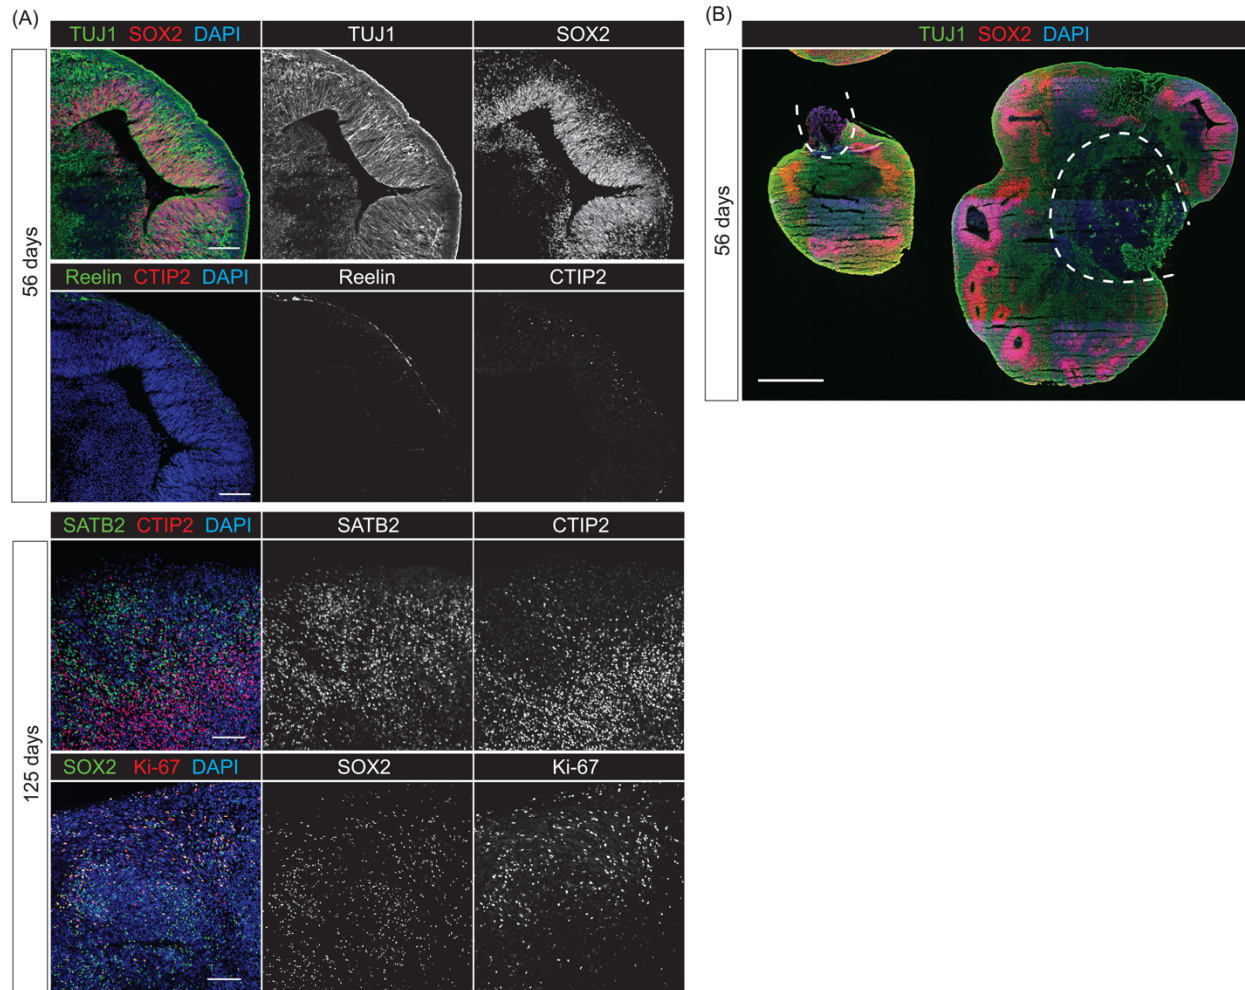 (A)
TUJ1 SOX2 DAPI
TUJ1
SOX2
56 days
Reelin CTIP2 DAPI
Reelin
CTIP2
SATB2 CTIP2 DAPI
SATB2
CTIP2
125 days
SOX2 Ki-67 DAPI
SOX2
Ki-67
(B)
TUJ1 SOX2 DAPI
56 days